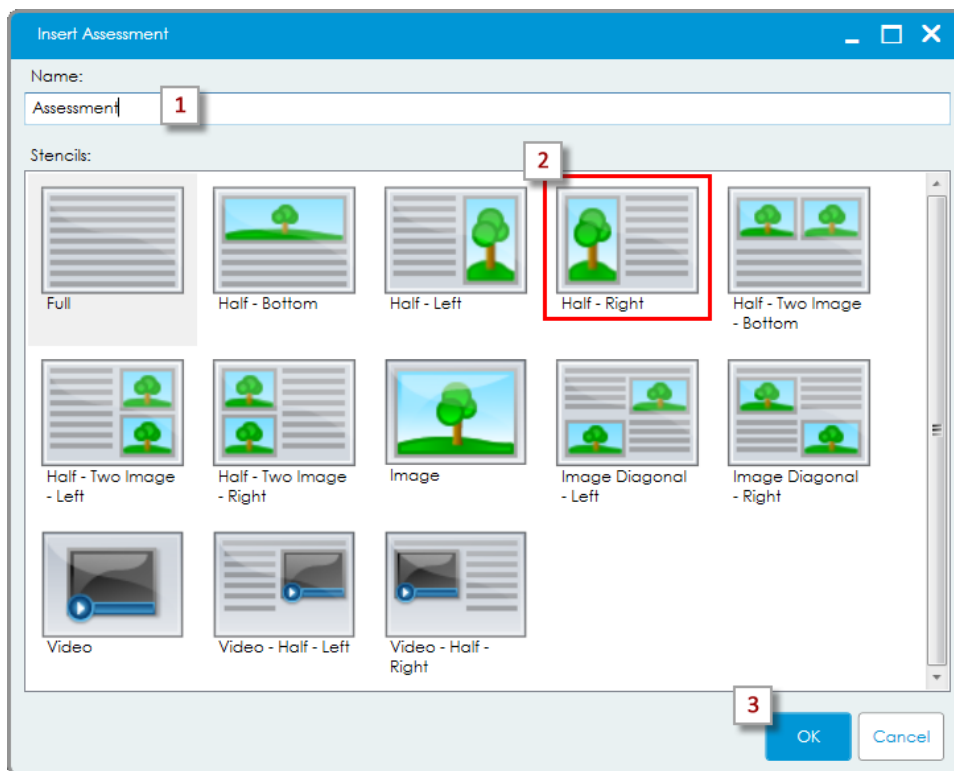 Insert Assessment
Name:
Assessment
1
Stencils:
2
Full
Half - Bottom
Half - Left
Half - Right
Half - Two Image
- Bottom
Half - Two Image
- Left
Half - Two Image
- Right
Image
Image Diagonal
- Left
Image Diagonal
- Right
Video
Video - Half - Left
Video - Half -
Right
3
OK
Cancel